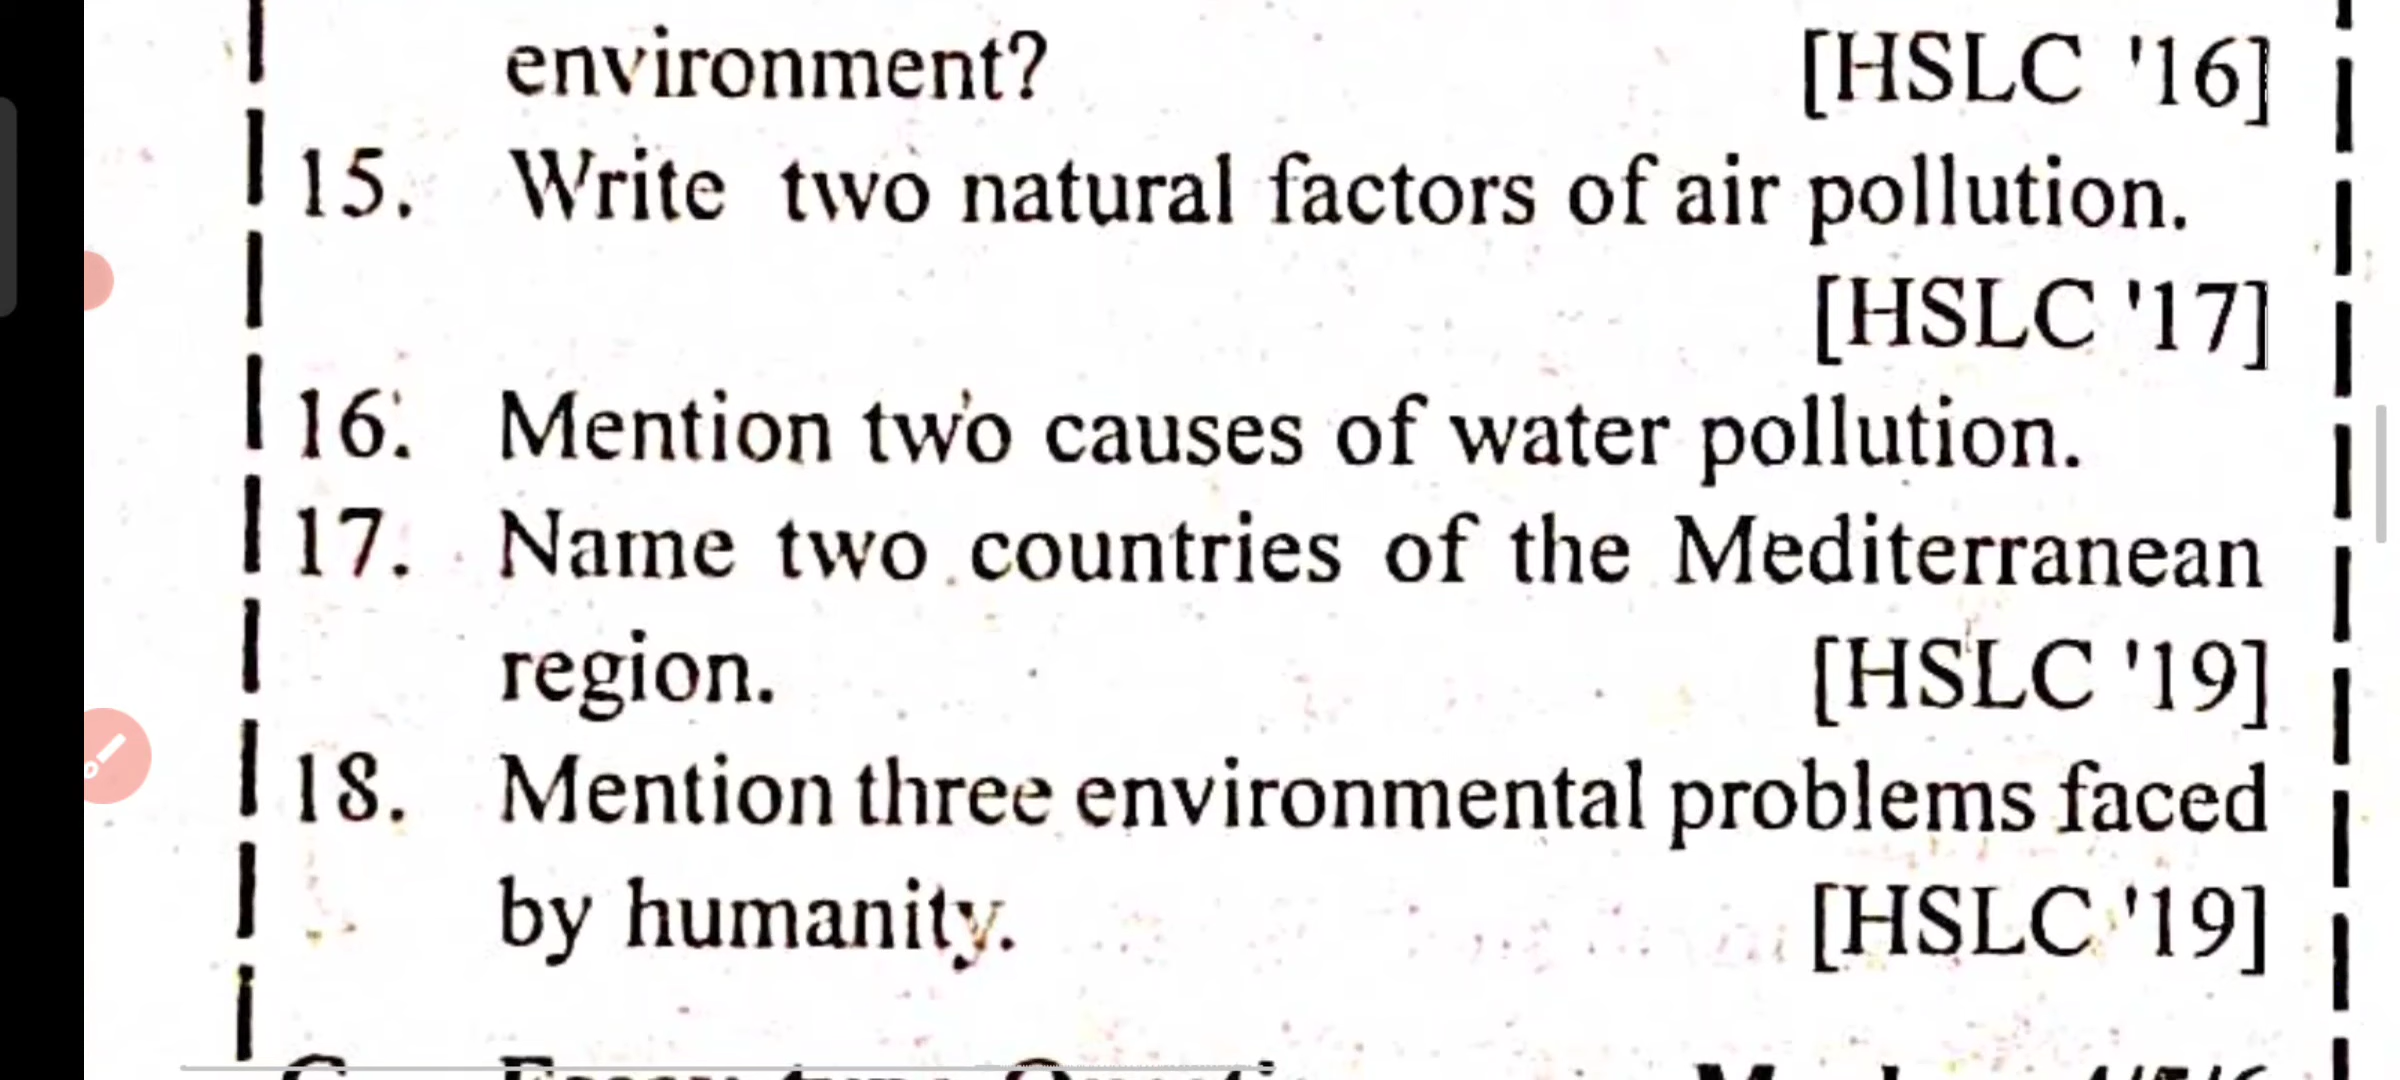 environment? [HSLC '16]
15. Write two natural factors of air pollution.
[HSLC '17]
16. Mention two causes of water pollution.
17. Name two countries of the Mediterranean
region. [HSLC '19]
18. Mention three environmental problems faced
by humanity. [HSLC '19]